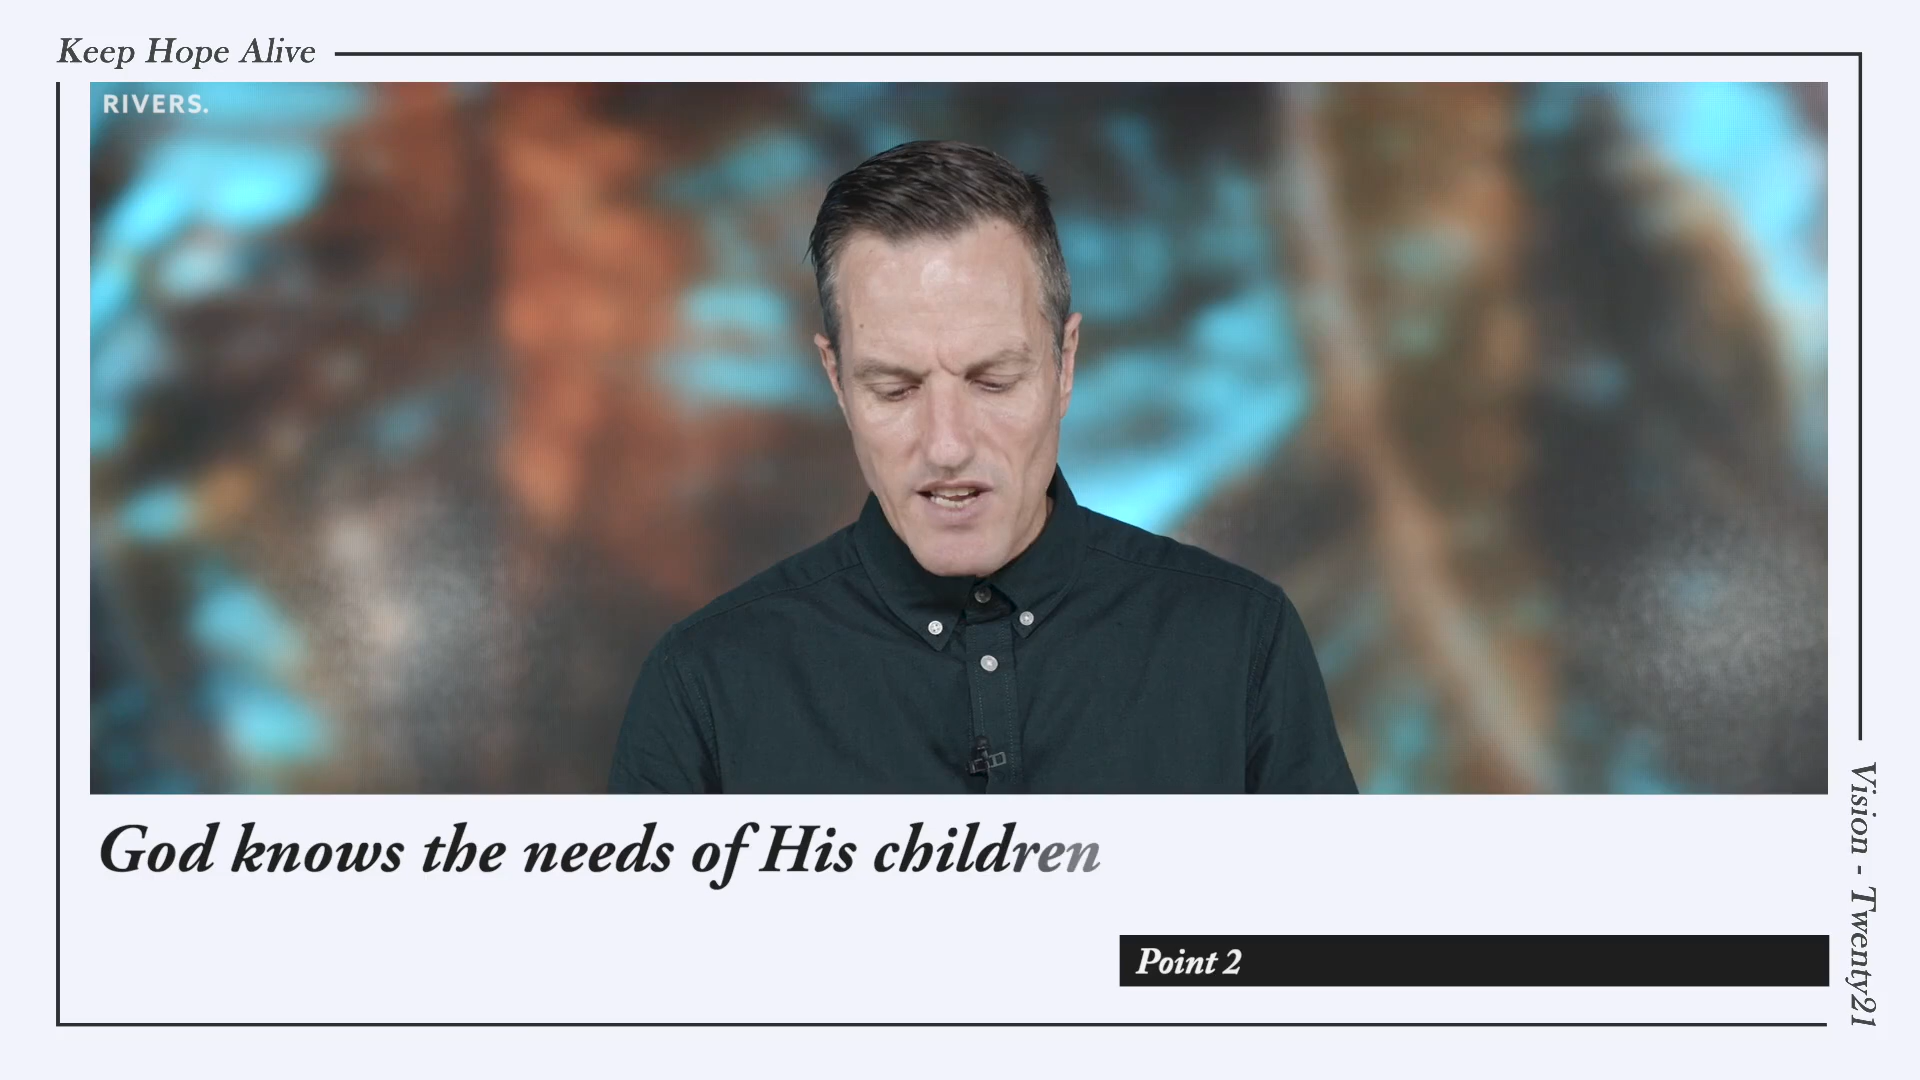 Keep Hope Alive
RIVERS.
God knows the needs of His children
Point 2
Vision - Twenty21